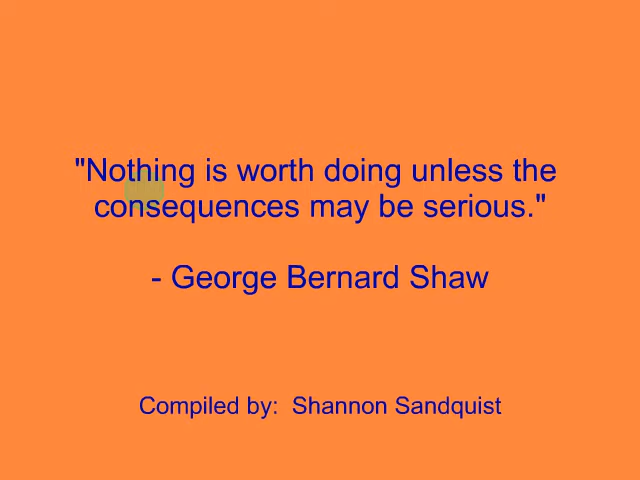 "Nothing is worth doing unless the
consequences may be serious."
- George Bernard Shaw
Compiled by:  Shannon Sandquist